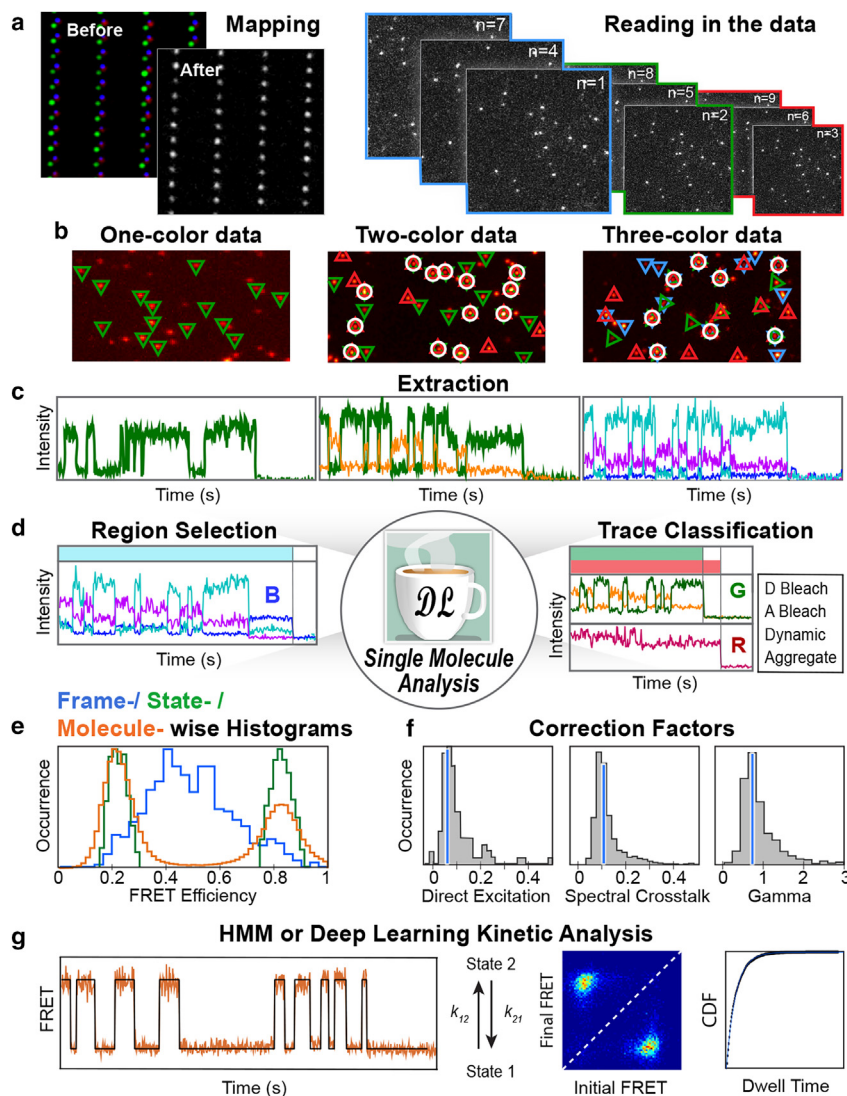 a
Before
Mapping
After
Reading in the data
n=7
n=4
n=1
n=8
n=5
n=2
n=9
n=6
n=3
b
One-color data
Two-color data
Three-color data
Extraction
c
Intensity
Time (s)
Time (s)
Time (s)
d
Region Selection
B
Intensity
Time (s)
DL
Single Molecule
Analysis
Trace Classification
G
R
Intensity
Time (s)
D Bleach
A Bleach
Dynamic
Aggregate
Frame-/ State- /
Molecule- wise Histograms
e
Occurrence
0 0.2 0.4 0.6 0.8 1
FRET Efficiency
f
Correction Factors
Occurrence
0 0.2 0.4
Direct Excitation
0 0.2 0.4
Spectral Crosstalk
0 1 2 3
Gamma
g
HMM or Deep Learning Kinetic Analysis
FRET
Time (s)
State 2
k12
k21
State 1
Final FRET
Initial FRET
CDF
Dwell Time